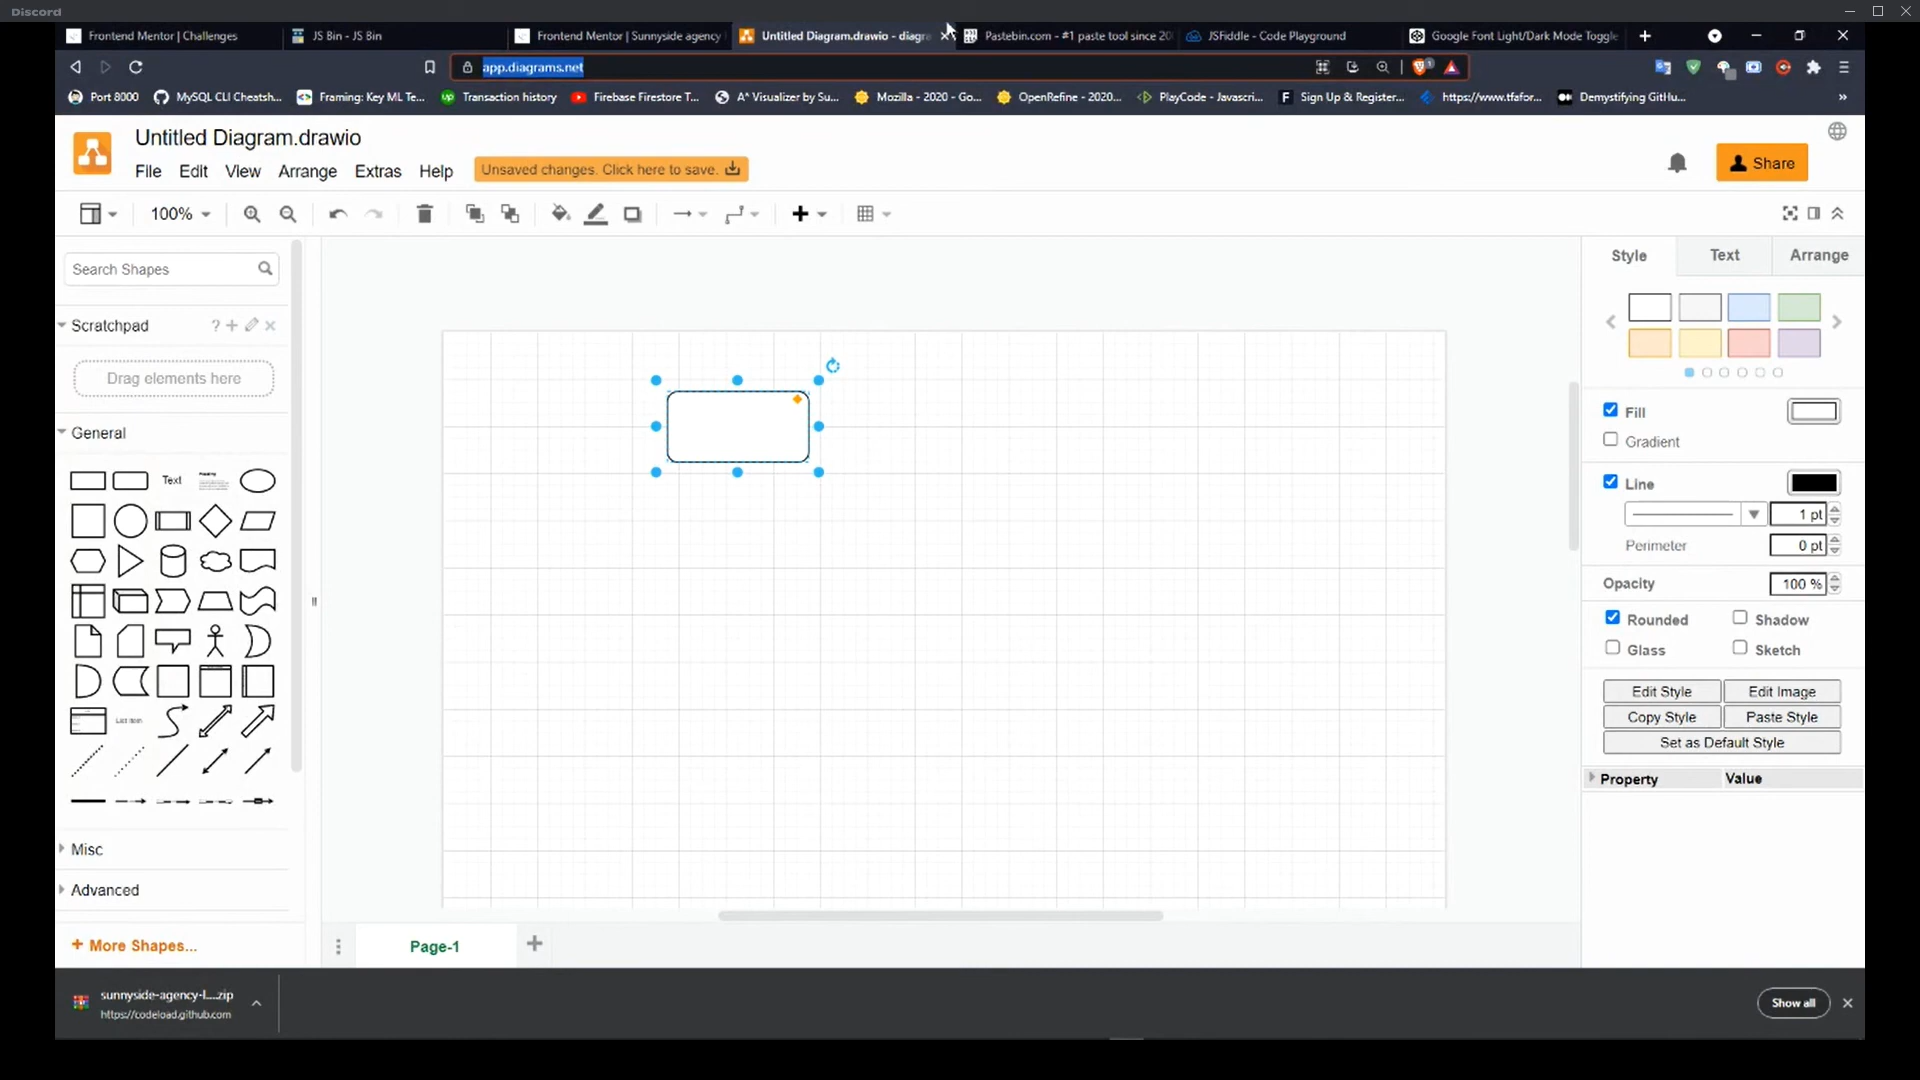 Discord
Frontend Mentor | Challenges
JS Bin - JS Bin
Frontend Mentor | Sunnyside agency
Untitled Diagram.drawio - diagra
Pastebin.com - #1 paste tool since 20
JSFiddle - Code Playground
Google Font Light/Dark Mode Toggle
app.diagrams.net
Port 8000
MySQL CLI Cheatsh...
Framing: Key ML Te...
Transaction history
Firebase Firestore T...
A* Visualizer by Su...
Mozilla - 2020 - Go...
OpenRefine - 2020...
PlayCode - Javascri...
Sign Up & Register...
https://www.tfafor...
Demystifying GitHu...
Untitled Diagram.drawio
File Edit View Arrange Extras Help
Unsaved changes. Click here to save.
Share
100%
Search Shapes
Style Text Arrange
Scratchpad
Drag elements here
General
Text
Heading
List Item
Fill
Gradient
Line
1 pt
Perimeter 0 pt
Opacity 100 %
Rounded Shadow
Glass Sketch
Edit Style Edit Image
Copy Style Paste Style
Set as Default Style
Property Value
Misc
Advanced
+ More Shapes...
Page-1
sunnyside-agency-l....zip
https://codeload.github.com
Show all